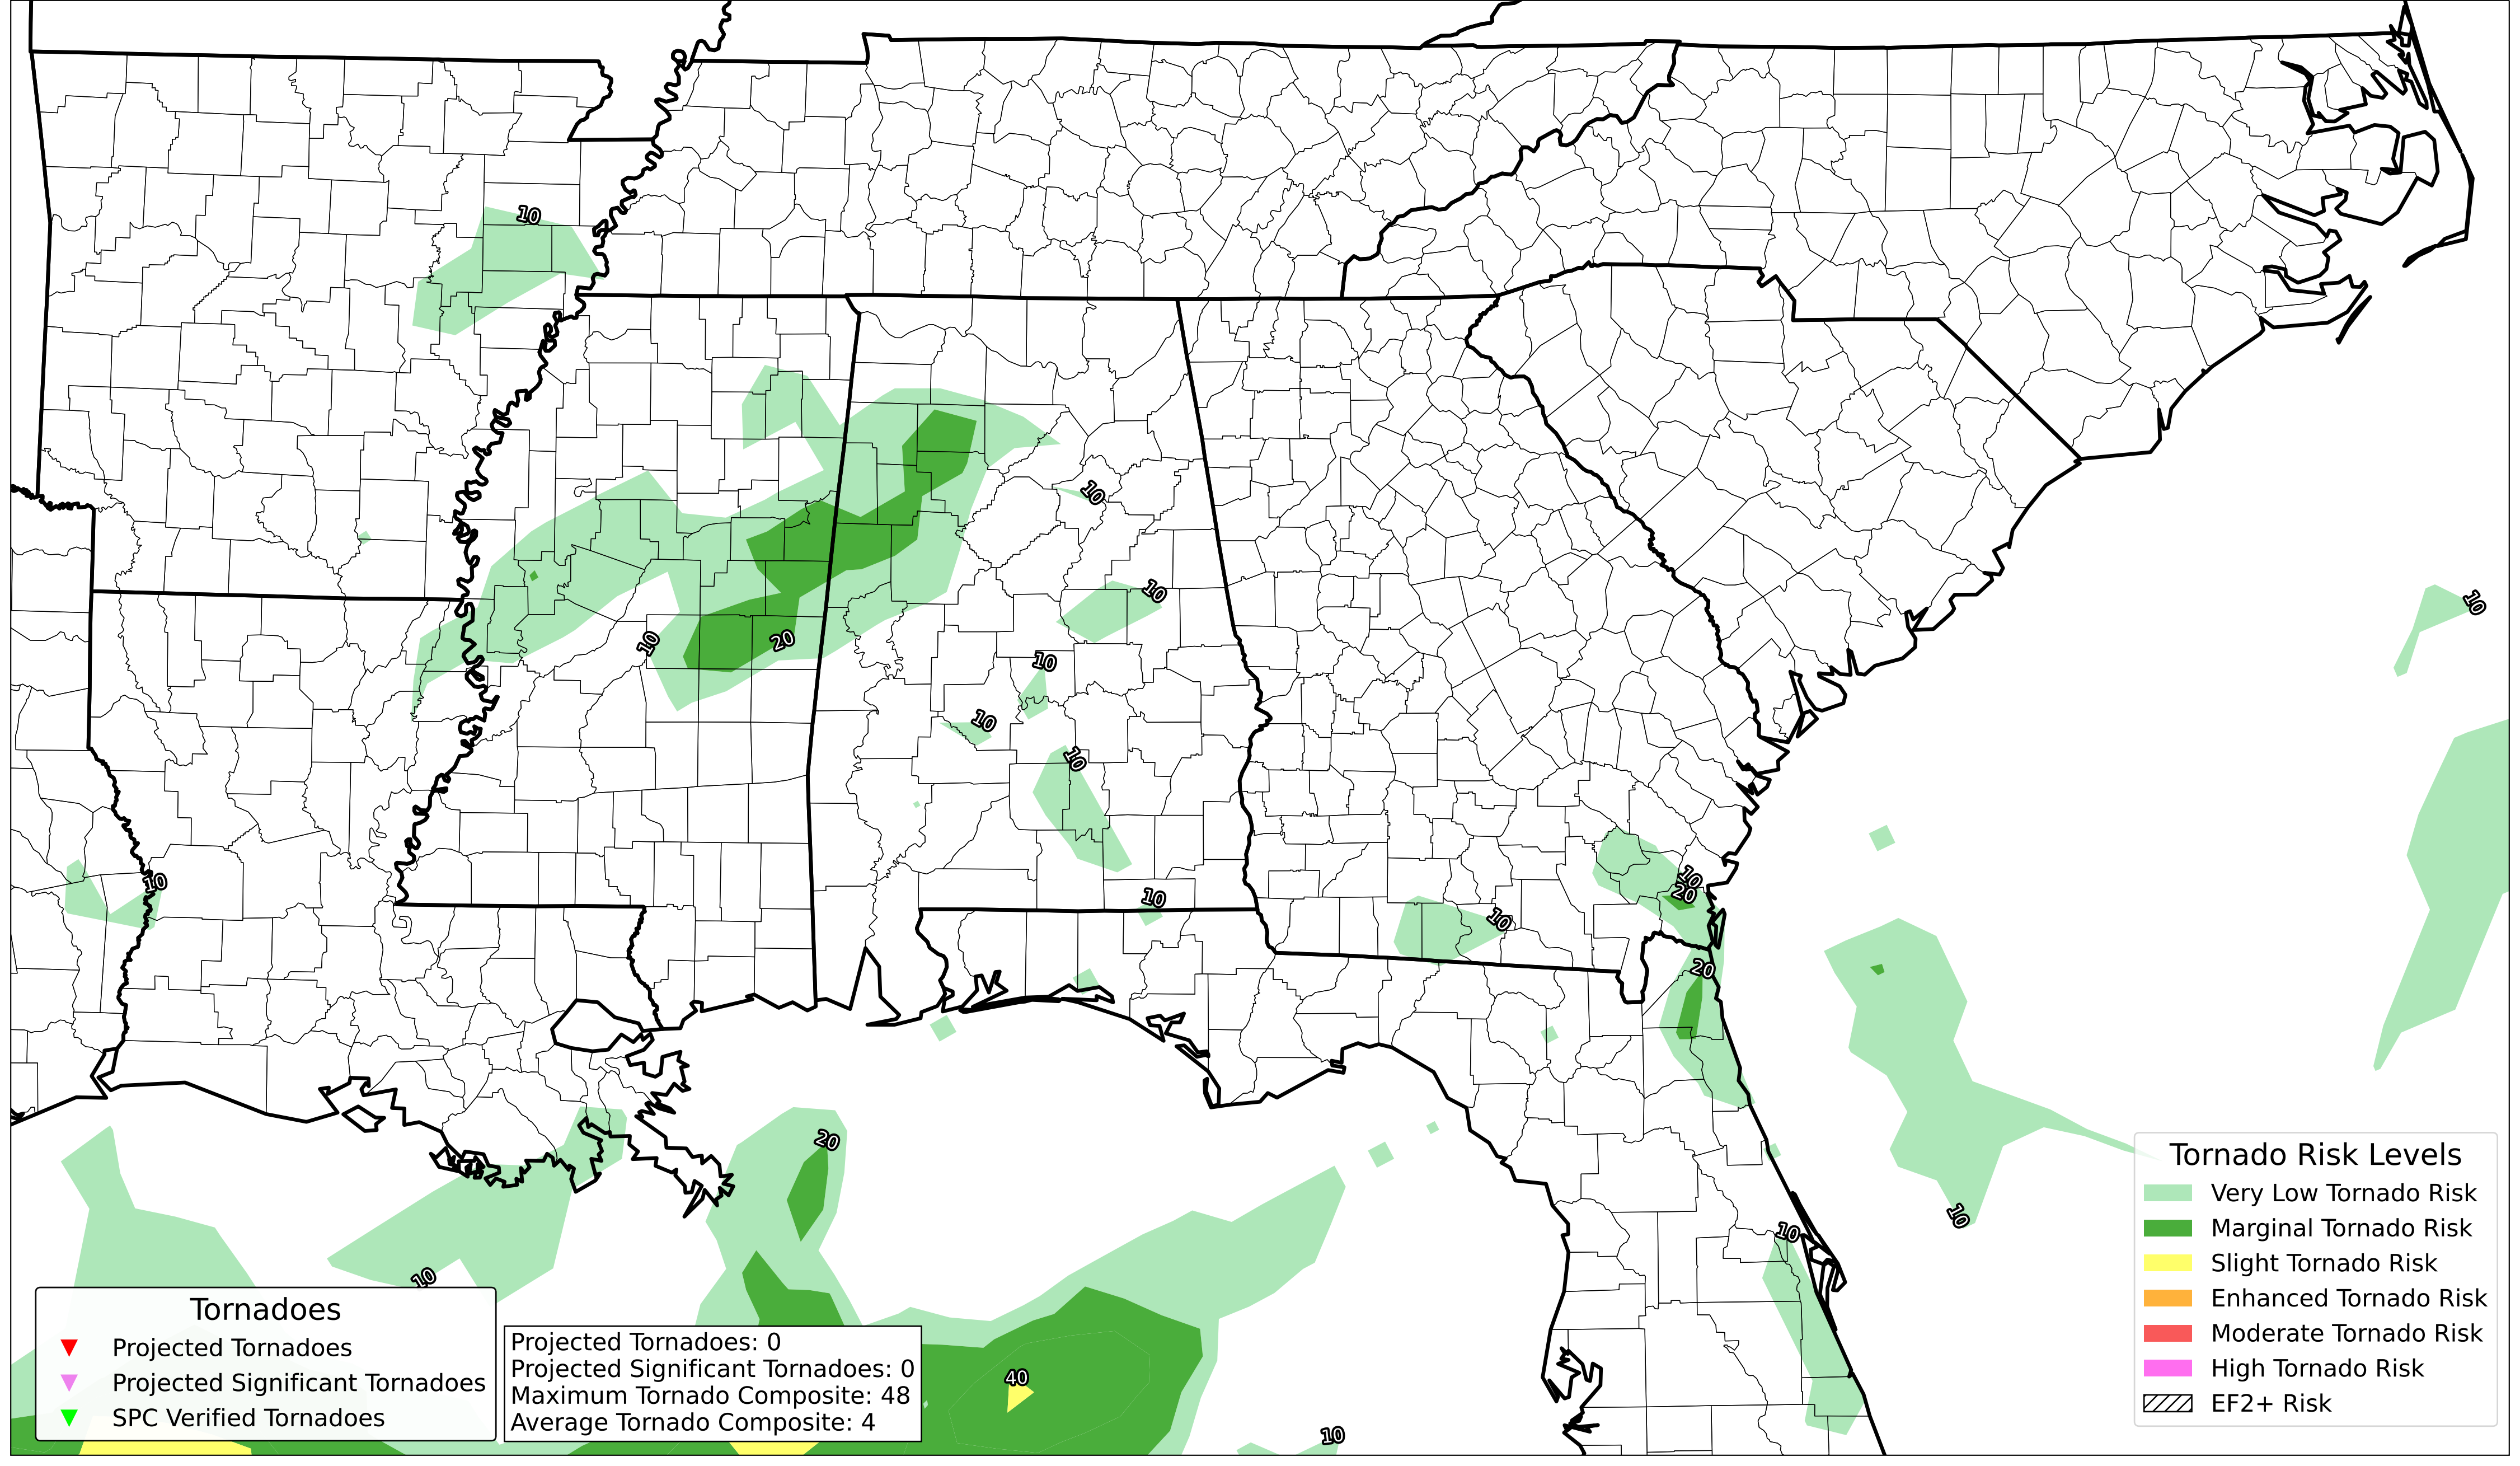 10
10
10
10
20
10
10
10
10
10
10
10
20
10
10
20
20
10
10
10
40
10
Tornadoes
Projected Tornadoes
Projected Significant Tornadoes
SPC Verified Tornadoes
Projected Tornadoes: 0
Projected Significant Tornadoes: 0
Maximum Tornado Composite: 48
Average Tornado Composite: 4
Tornado Risk Levels
Very Low Tornado Risk
Marginal Tornado Risk
Slight Tornado Risk
Enhanced Tornado Risk
Moderate Tornado Risk
High Tornado Risk
EF2+ Risk